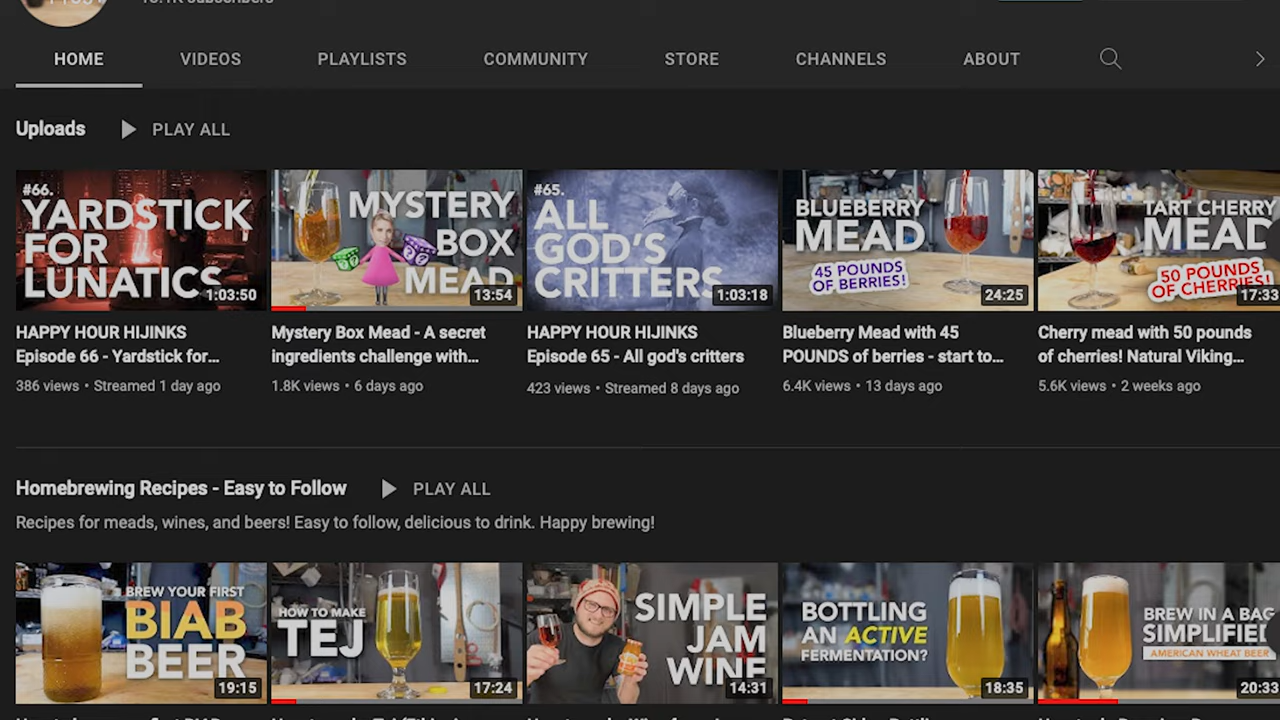 HOME VIDEOS PLAYLISTS COMMUNITY STORE CHANNELS ABOUT
Uploads PLAY ALL
#66.
YARDSTICK
FOR
LUNATICS
1:03:50
MYSTERY
BOX
MEAD
13:54
#65.
ALL
GOD'S
CRITTERS
1:03:18
BLUEBERRY
MEAD
45 POUNDS
OF BERRIES!
24:25
TART CHERRY
MEAD
50 POUNDS
OF CHERRIES!
17:33
HAPPY HOUR HIJINKS
Episode 66 - Yardstick for...
386 views • Streamed 1 day ago
Mystery Box Mead - A secret
ingredients challenge with...
1.8K views • 6 days ago
HAPPY HOUR HIJINKS
Episode 65 - All god's critters
423 views • Streamed 8 days ago
Blueberry Mead with 45
POUNDS of berries - start to...
6.4K views • 13 days ago
Cherry mead with 50 pounds
of cherries! Natural Viking...
5.6K views • 2 weeks ago
Homebrewing Recipes - Easy to Follow PLAY ALL
Recipes for meads, wines, and beers! Easy to follow, delicious to drink. Happy brewing!
BREW YOUR FIRST
BIAB
BEER
19:15
HOW TO MAKE
TEJ
17:24
SIMPLE
JAM
WINE
14:31
BOTTLING
AN ACTIVE
FERMENTATION?
18:35
BREW IN A BAG
SIMPLIFIED
AMERICAN WHEAT BEER
20:33